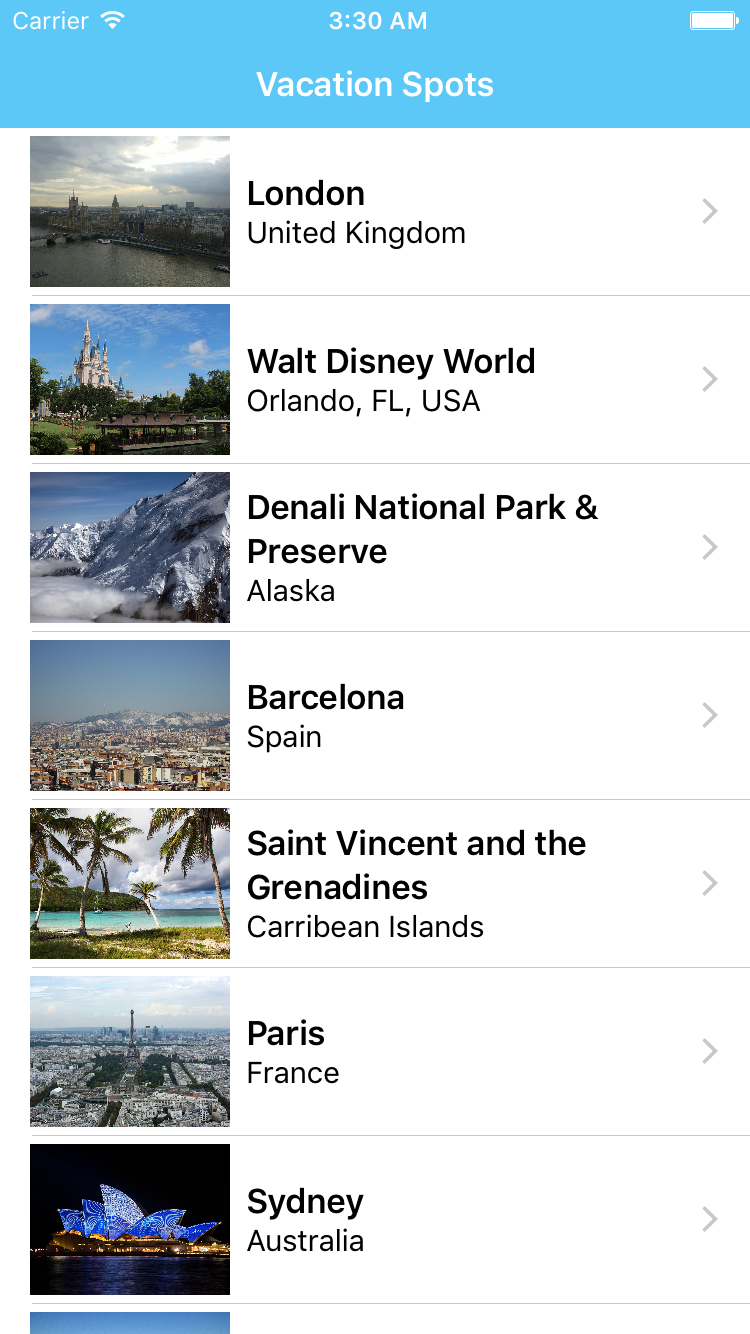 Carrier 3:30 AM
Vacation Spots
London
United Kingdom
Walt Disney World
Orlando, FL, USA
Denali National Park &
Preserve
Alaska
Barcelona
Spain
Saint Vincent and the
Grenadines
Carribean Islands
Paris
France
Sydney
Australia